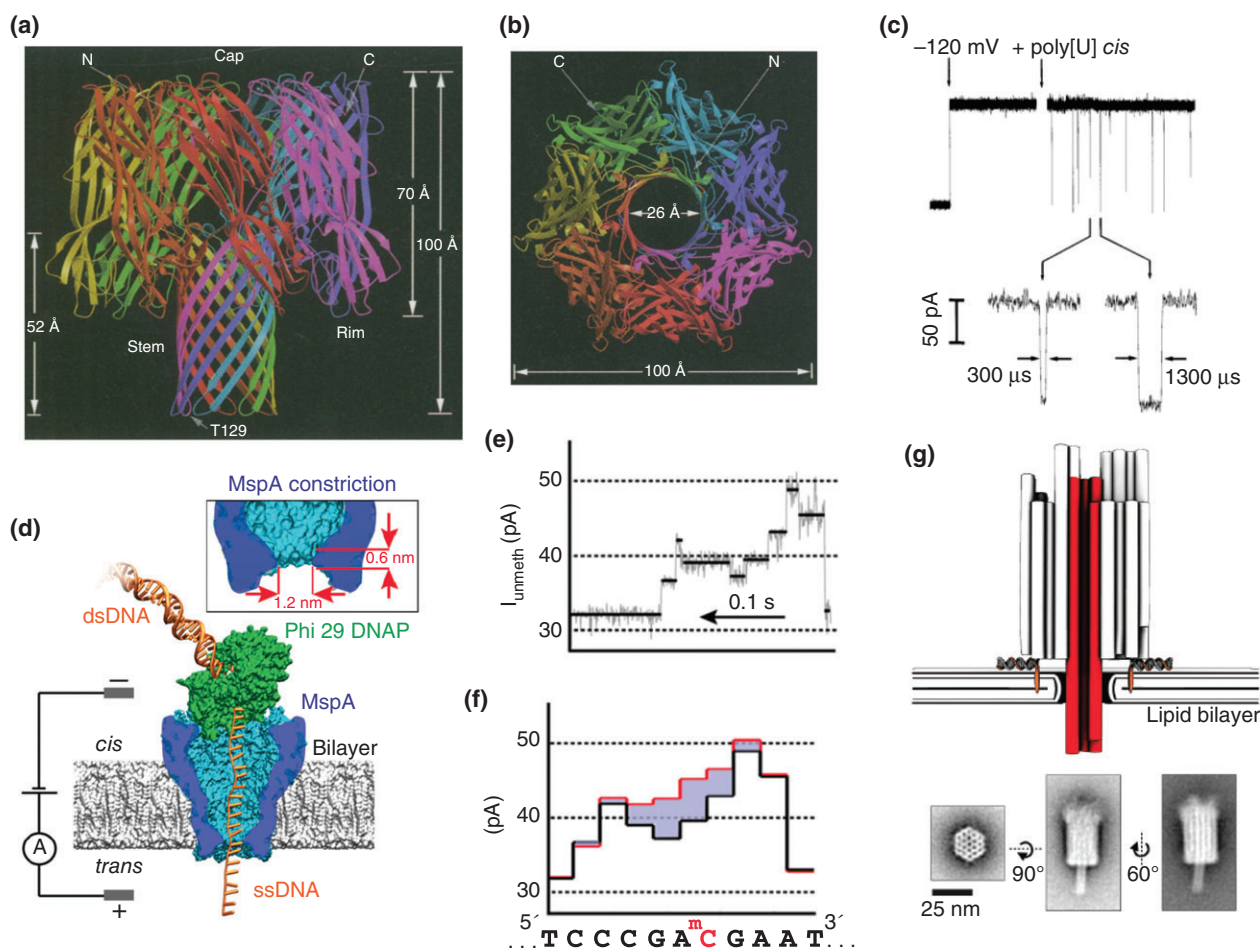 (a)
N
Cap
C
70 Å
100 Å
52 Å
Stem
Rim
T129
(b)
C
N
26 Å
100 Å
(c)
–120 mV + poly[U] cis
50 pA
300 µs
1300 µs
(d)
MspA constriction
0.6 nm
1.2 nm
dsDNA
Phi 29 DNAP
–
MspA
cis
Bilayer
A
trans
+
ssDNA
(e)
50
40
30
I unmeth (pA)
0.1 s
(f)
50
40
30
(pA)
5´ 3´
m
...TCCCGACGAAT...
(g)
Lipid bilayer
90°
60°
25 nm